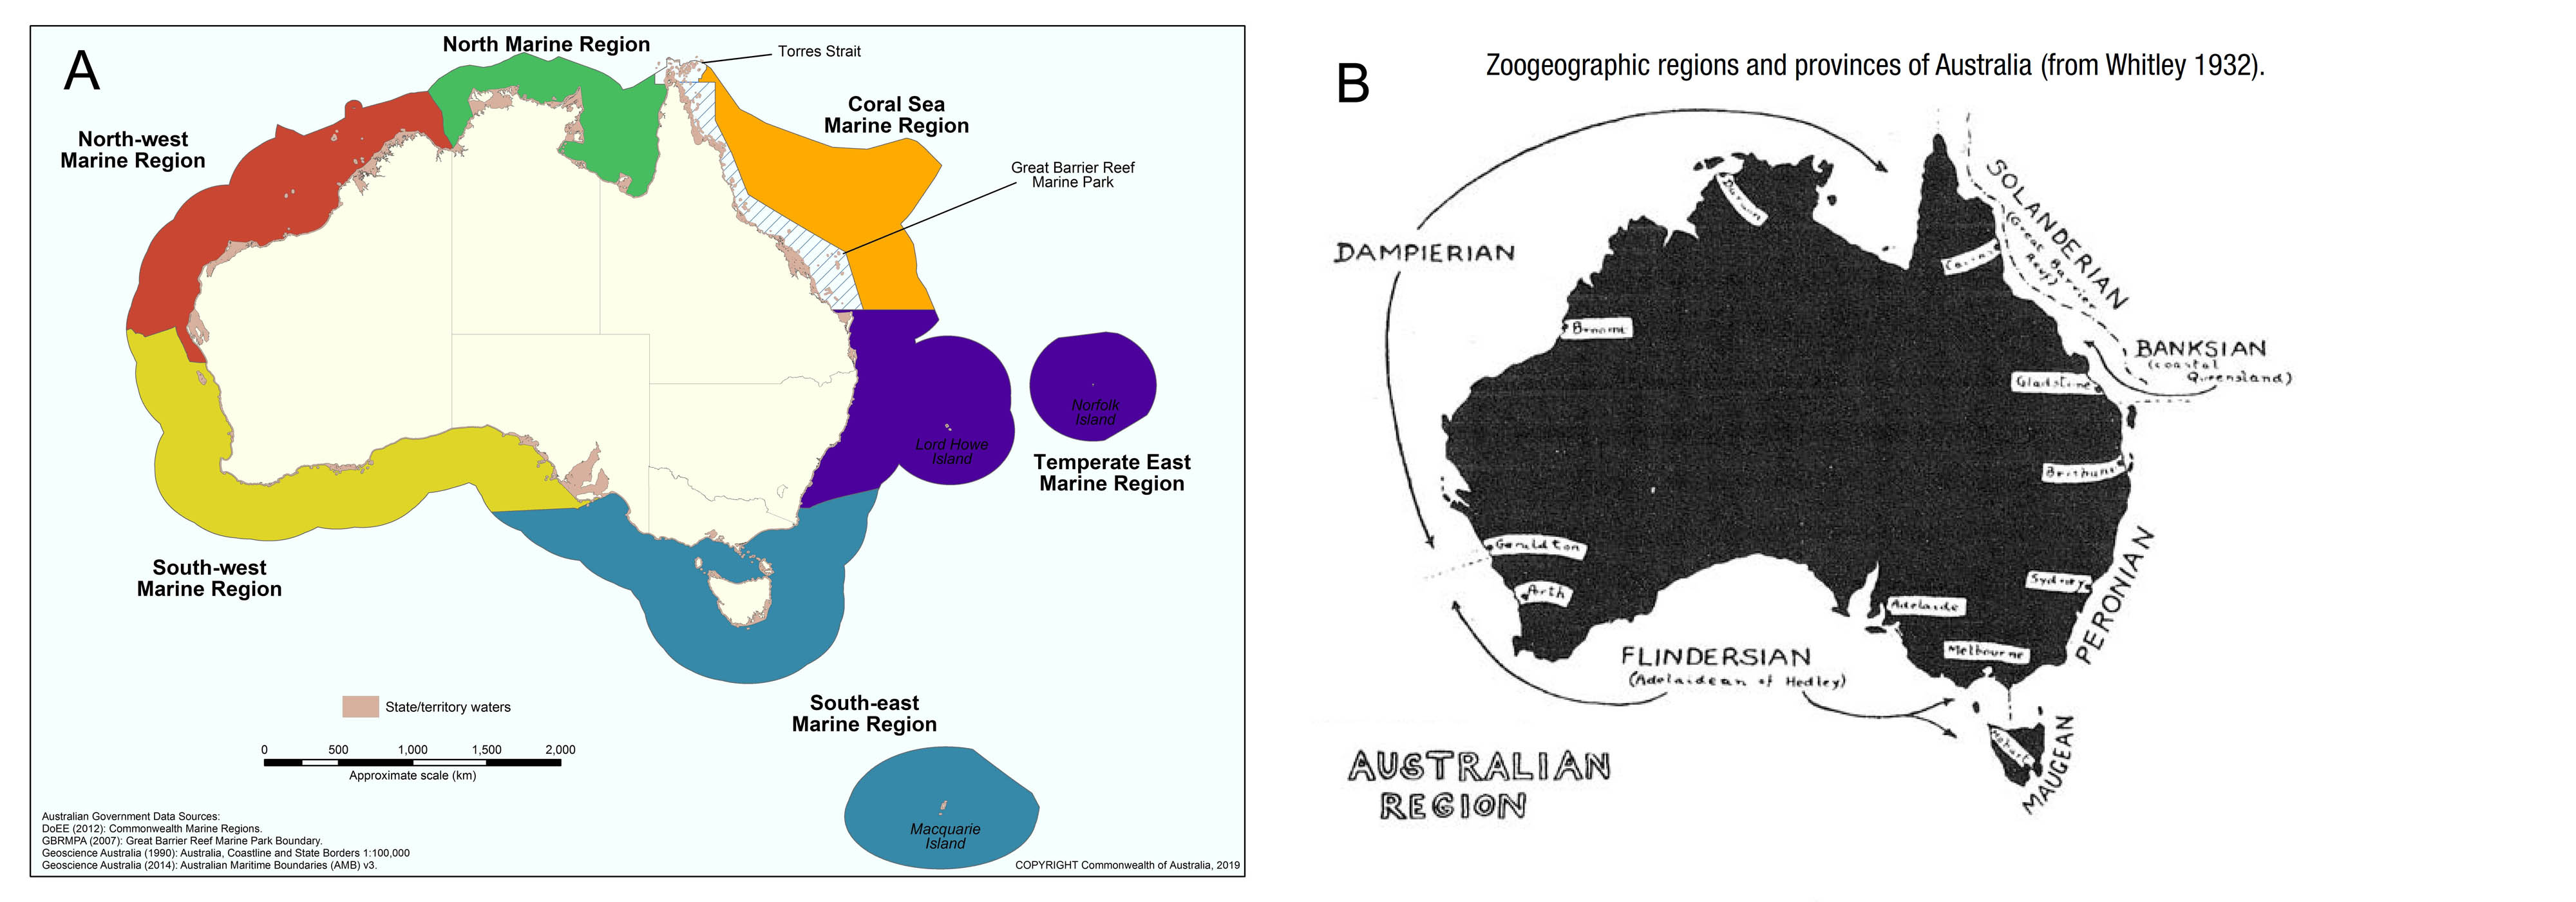 A
North Marine Region
Torres Strait
Coral Sea
Marine Region
North-west
Marine Region
Great Barrier Reef
Marine Park
Norfolk
Island
Lord Howe
Island
Temperate East
Marine Region
South-west
Marine Region
State/territory waters
South-east
Marine Region
0 500 1,000 1,500 2,000
Approximate scale (km)
Macquarie
Island
Australian Government Data Sources:
DoEE (2012): Commonwealth Marine Regions.
GBRMPA (2007): Great Barrier Reef Marine Park Boundary.
Geoscience Australia (1990): Australia, Coastline and State Borders 1:100,000
Geoscience Australia (2014): Australian Maritime Boundaries (AMB) v3.
COPYRIGHT Commonwealth of Australia, 2019
B
Zoogeographic regions and provinces of Australia (from Whitley 1932).
SOLANDERIAN
(Great Barrier
Reef)
Darwin
DAMPIERIAN
Cairns
Broome
BANKSIAN
(coastal
Queensland)
Gladstone
Brisbane
Geraldton
Perth
Sydney
Adelaide
PERONIAN
Melbourne
FLINDERSIAN
(Adelaidean of Hedley)
Hobart
MAUGEAN
AUSTRALIAN
REGION